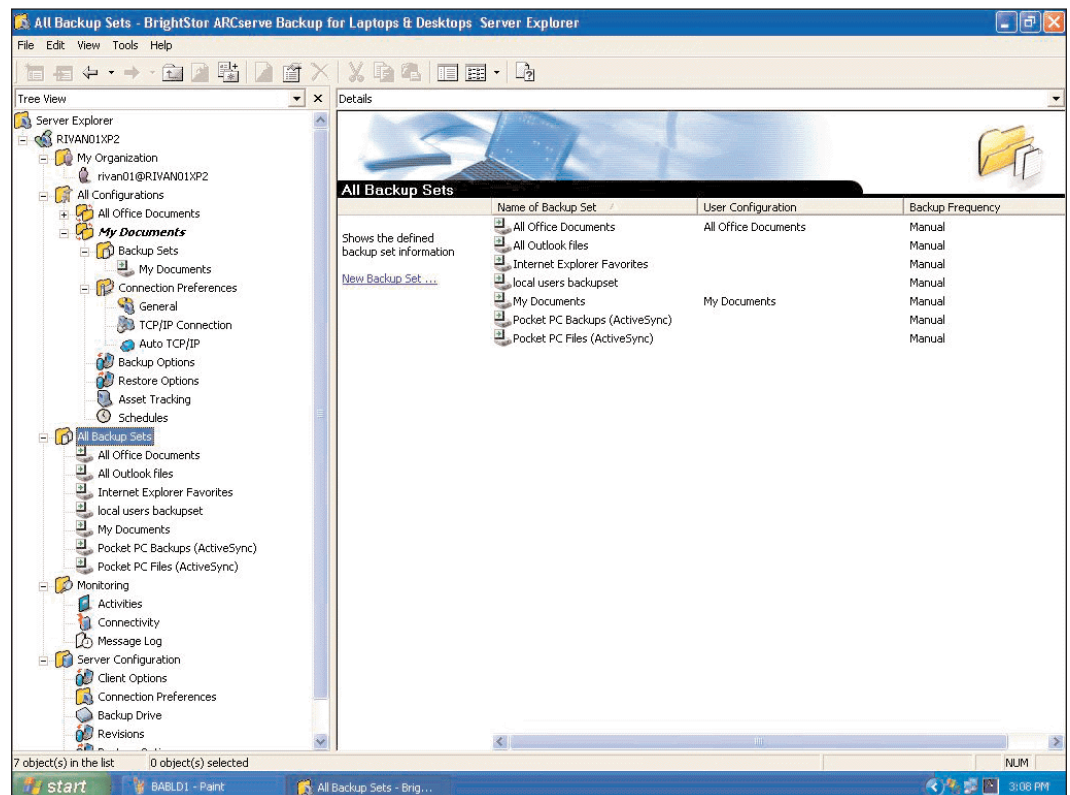 All Backup Sets - BrightStor ARCserve Backup for Laptops & Desktops Server Explorer
File Edit View Tools Help
Tree View
Server Explorer
RIVAN01XP2
My Organization
rivan01@RIVAN01XP2
All Configurations
All Office Documents
My Documents
Backup Sets
My Documents
Connection Preferences
General
TCP/IP Connection
Auto TCP/IP
Backup Options
Restore Options
Asset Tracking
Schedules
All Backup Sets
All Office Documents
All Outlook files
Internet Explorer Favorites
local users backupset
My Documents
Pocket PC Backups (ActiveSync)
Pocket PC Files (ActiveSync)
Monitoring
Activities
Connectivity
Message Log
Server Configuration
Client Options
Connection Preferences
Backup Drive
Revisions
Details
All Backup Sets
Shows the defined
backup set information
New Backup Set ...
Name of Backup Set User Configuration Backup Frequency
All Office Documents All Office Documents Manual
All Outlook files Manual
Internet Explorer Favorites Manual
local users backupset Manual
My Documents My Documents Manual
Pocket PC Backups (ActiveSync) Manual
Pocket PC Files (ActiveSync) Manual
7 object(s) in the list 0 object(s) selected NUM
start BABLD1 - Paint All Backup Sets - Brig... 3:08 PM